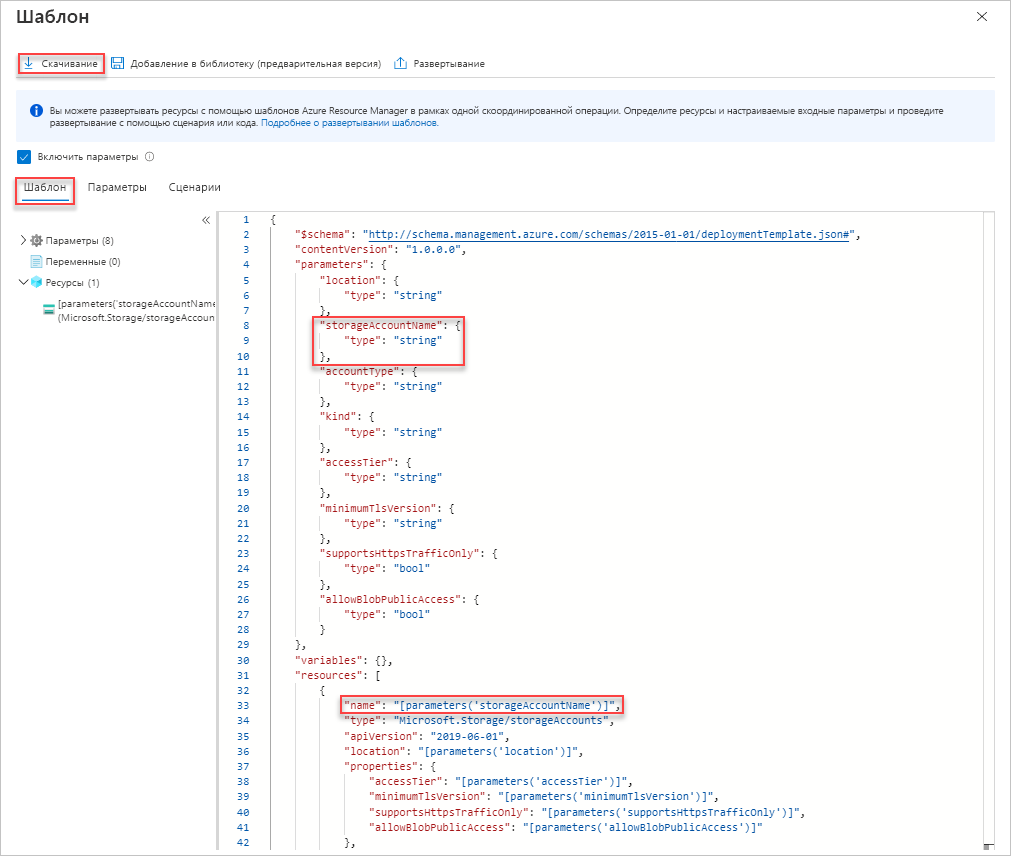 Шаблон
Скачивание Добавление в библиотеку (предварительная версия) Развертывание
Вы можете развертывать ресурсы с помощью шаблонов Azure Resource Manager в рамках одной скоординированной операции. Определите ресурсы и настраиваемые входные параметры и проведите
развертывание с помощью сценария или кода. Подробнее о развертывании шаблонов.
Включить параметры
Шаблон Параметры Сценарии
Параметры (8)
Переменные (0)
Ресурсы (1)
[parameters('storageAccountName
(Microsoft.Storage/storageAccoun
1 {
2 "$schema": "http://schema.management.azure.com/schemas/2015-01-01/deploymentTemplate.json#",
3 "contentVersion": "1.0.0.0",
4 "parameters": {
5 "location": {
6 "type": "string"
7 },
8 "storageAccountName": {
9 "type": "string"
10 },
11 "accountType": {
12 "type": "string"
13 },
14 "kind": {
15 "type": "string"
16 },
17 "accessTier": {
18 "type": "string"
19 },
20 "minimumTlsVersion": {
21 "type": "string"
22 },
23 "supportsHttpsTrafficOnly": {
24 "type": "bool"
25 },
26 "allowBlobPublicAccess": {
27 "type": "bool"
28 }
29 },
30 "variables": {},
31 "resources": [
32 {
33 "name": "[parameters('storageAccountName')]",
34 "type": "Microsoft.Storage/storageAccounts",
35 "apiVersion": "2019-06-01",
36 "location": "[parameters('location')]",
37 "properties": {
38 "accessTier": "[parameters('accessTier')]",
39 "minimumTlsVersion": "[parameters('minimumTlsVersion')]",
40 "supportsHttpsTrafficOnly": "[parameters('supportsHttpsTrafficOnly')]",
41 "allowBlobPublicAccess": "[parameters('allowBlobPublicAccess')]"
42 },